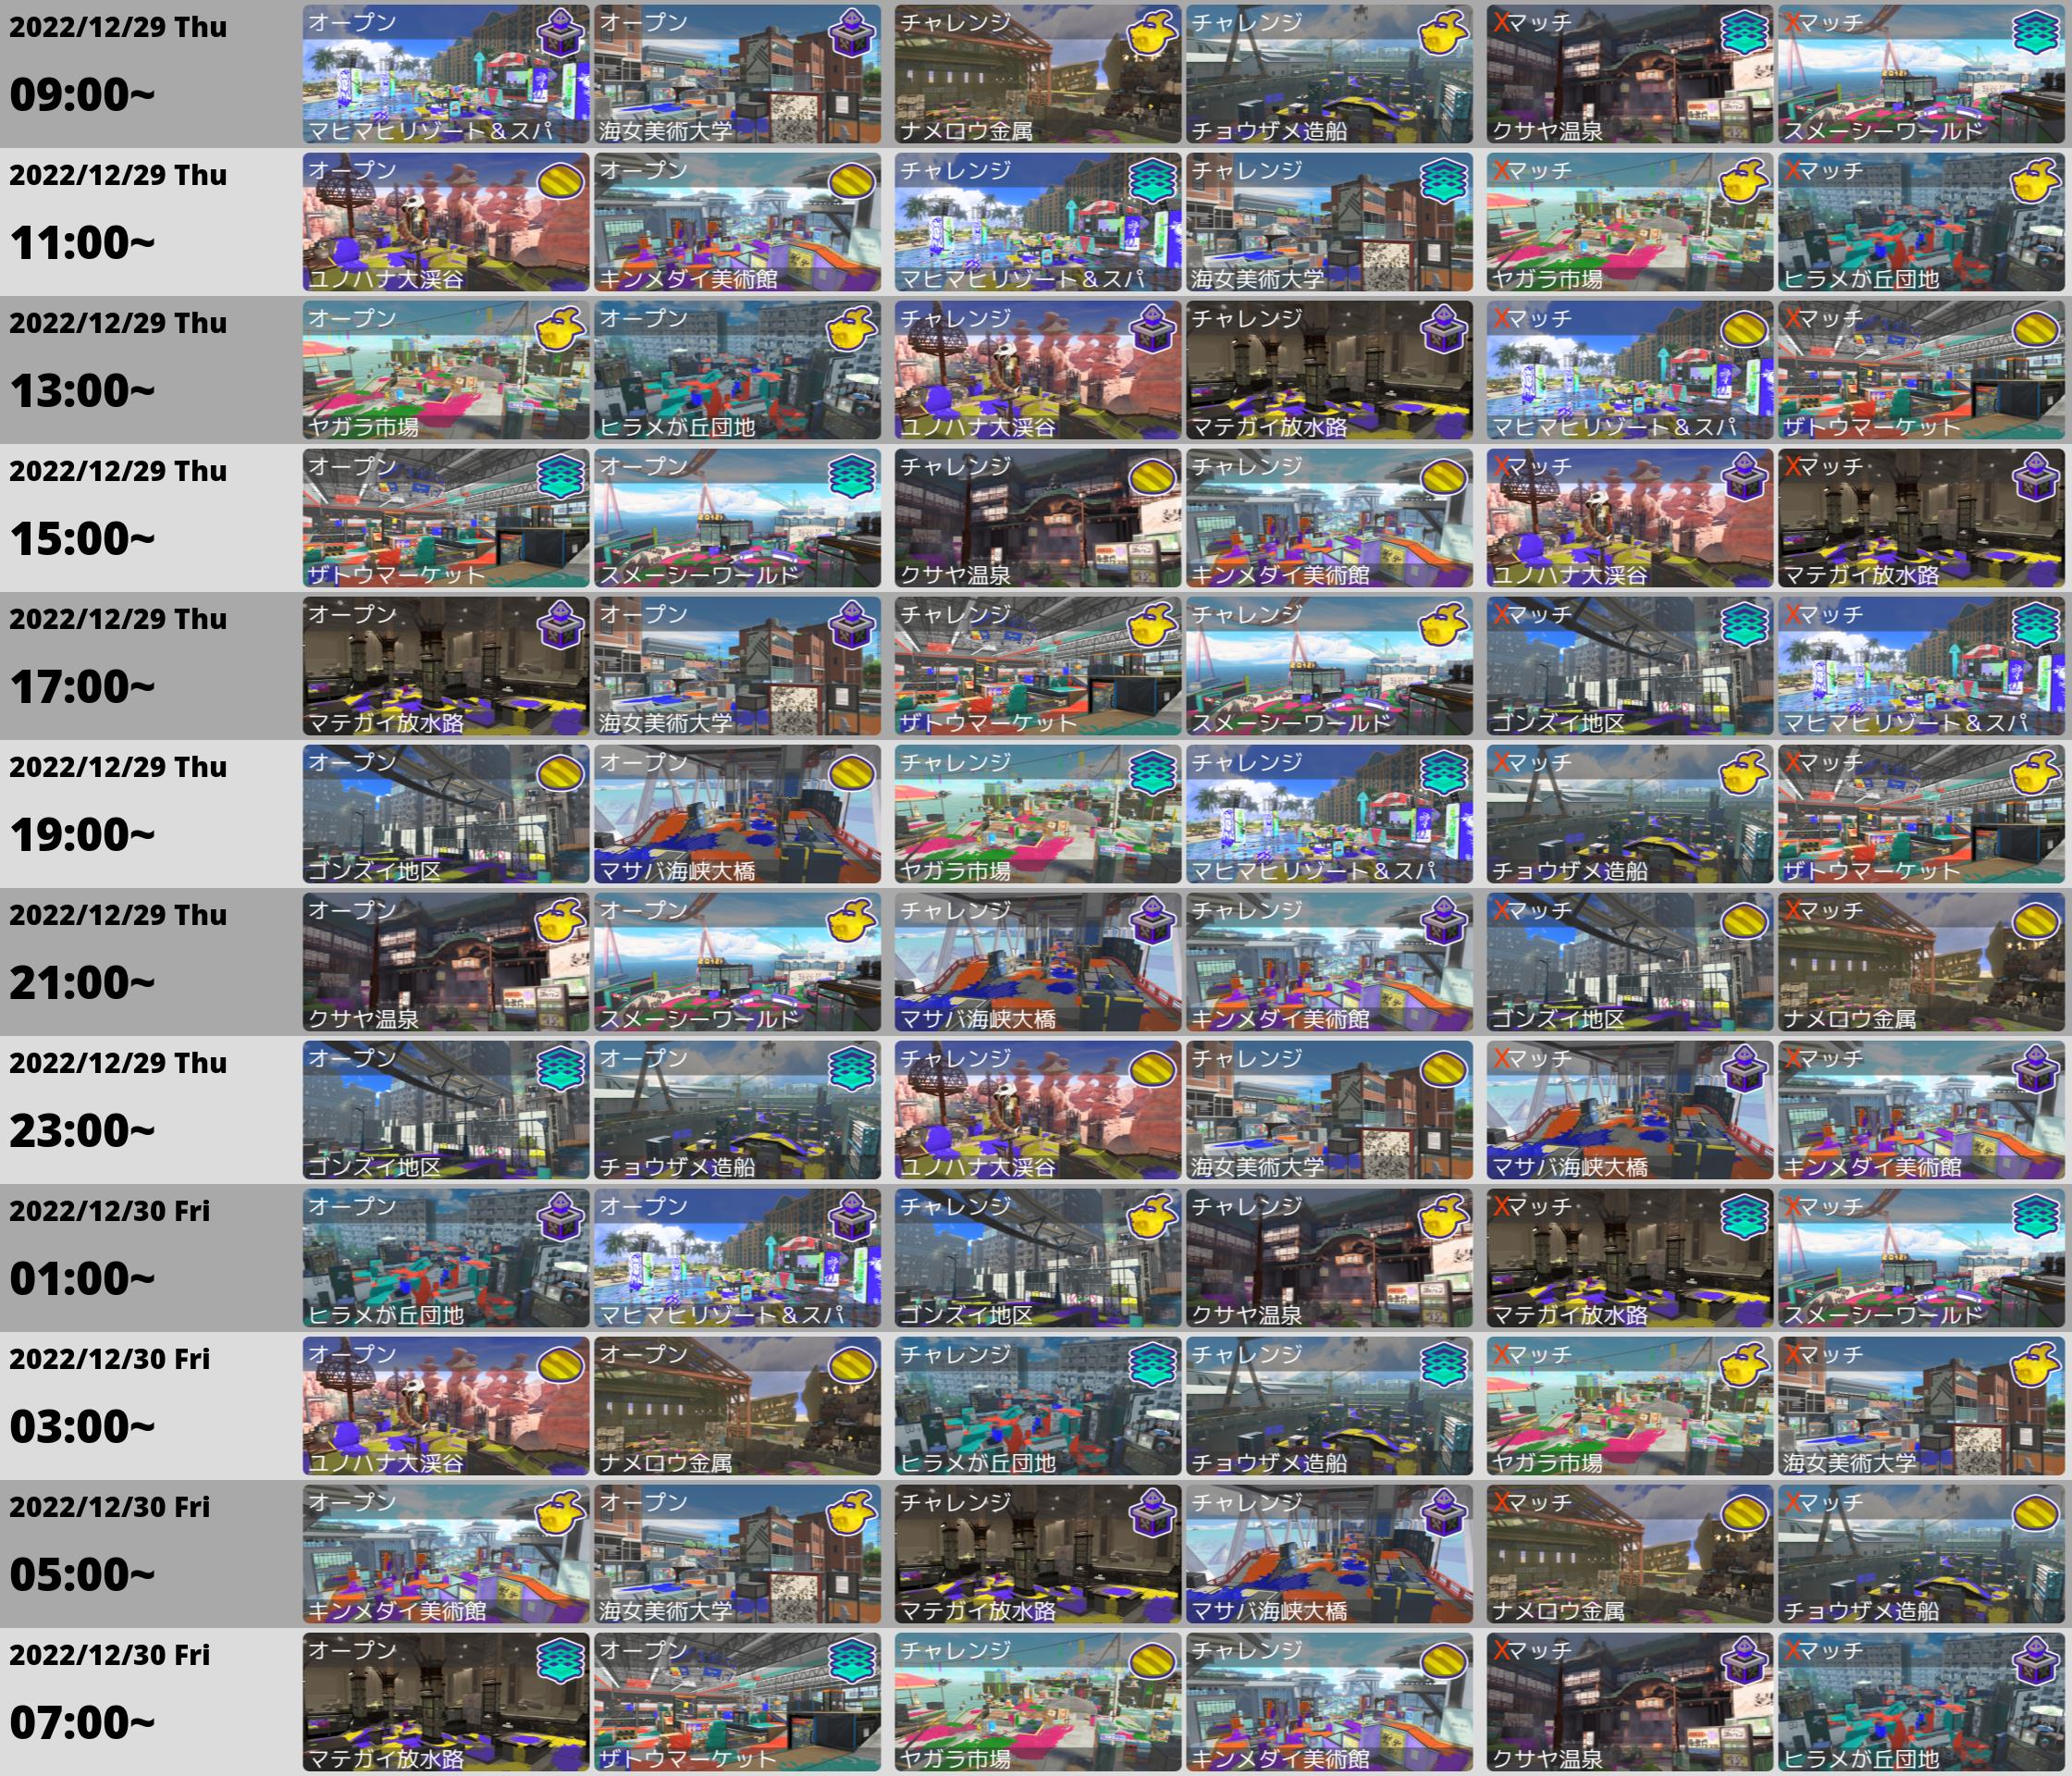 2022/12/29 Thu
09:00~
オープン
マヒマヒリゾート＆スパ
オープン
海女美術大学
チャレンジ
ナメロウ金属
チャレンジ
チョウザメ造船
Xマッチ
クサヤ温泉
Xマッチ
スメーシーワールド
2022/12/29 Thu
11:00~
オープン
ユノハナ大渓谷
オープン
キンメダイ美術館
チャレンジ
マヒマヒリゾート＆スパ
チャレンジ
海女美術大学
Xマッチ
ヤガラ市場
Xマッチ
ヒラメが丘団地
2022/12/29 Thu
13:00~
オープン
ヤガラ市場
オープン
ヒラメが丘団地
チャレンジ
ユノハナ大渓谷
チャレンジ
マテガイ放水路
Xマッチ
マヒマヒリゾート＆スパ
Xマッチ
ザトウマーケット
2022/12/29 Thu
15:00~
オープン
ザトウマーケット
オープン
スメーシーワールド
チャレンジ
クサヤ温泉
チャレンジ
キンメダイ美術館
Xマッチ
ユノハナ大渓谷
Xマッチ
マテガイ放水路
2022/12/29 Thu
17:00~
オープン
マテガイ放水路
オープン
海女美術大学
チャレンジ
ザトウマーケット
チャレンジ
スメーシーワールド
Xマッチ
ゴンズイ地区
Xマッチ
マヒマヒリゾート＆スパ
2022/12/29 Thu
19:00~
オープン
ゴンズイ地区
オープン
マサバ海峡大橋
チャレンジ
ヤガラ市場
チャレンジ
マヒマヒリゾート＆スパ
Xマッチ
チョウザメ造船
Xマッチ
ザトウマーケット
2022/12/29 Thu
21:00~
オープン
クサヤ温泉
オープン
スメーシーワールド
チャレンジ
マサバ海峡大橋
チャレンジ
キンメダイ美術館
Xマッチ
ゴンズイ地区
Xマッチ
ナメロウ金属
2022/12/29 Thu
23:00~
オープン
ゴンズイ地区
オープン
チョウザメ造船
チャレンジ
ユノハナ大渓谷
チャレンジ
海女美術大学
Xマッチ
マサバ海峡大橋
Xマッチ
キンメダイ美術館
2022/12/30 Fri
01:00~
オープン
ヒラメが丘団地
オープン
マヒマヒリゾート＆スパ
チャレンジ
ゴンズイ地区
チャレンジ
クサヤ温泉
Xマッチ
マテガイ放水路
Xマッチ
スメーシーワールド
2022/12/30 Fri
03:00~
オープン
ユノハナ大渓谷
オープン
ナメロウ金属
チャレンジ
ヒラメが丘団地
チャレンジ
チョウザメ造船
Xマッチ
ヤガラ市場
Xマッチ
海女美術大学
2022/12/30 Fri
05:00~
オープン
キンメダイ美術館
オープン
海女美術大学
チャレンジ
マテガイ放水路
チャレンジ
マサバ海峡大橋
Xマッチ
ナメロウ金属
Xマッチ
チョウザメ造船
2022/12/30 Fri
07:00~
オープン
マテガイ放水路
オープン
ザトウマーケット
チャレンジ
ヤガラ市場
チャレンジ
キンメダイ美術館
Xマッチ
クサヤ温泉
Xマッチ
ヒラメが丘団地